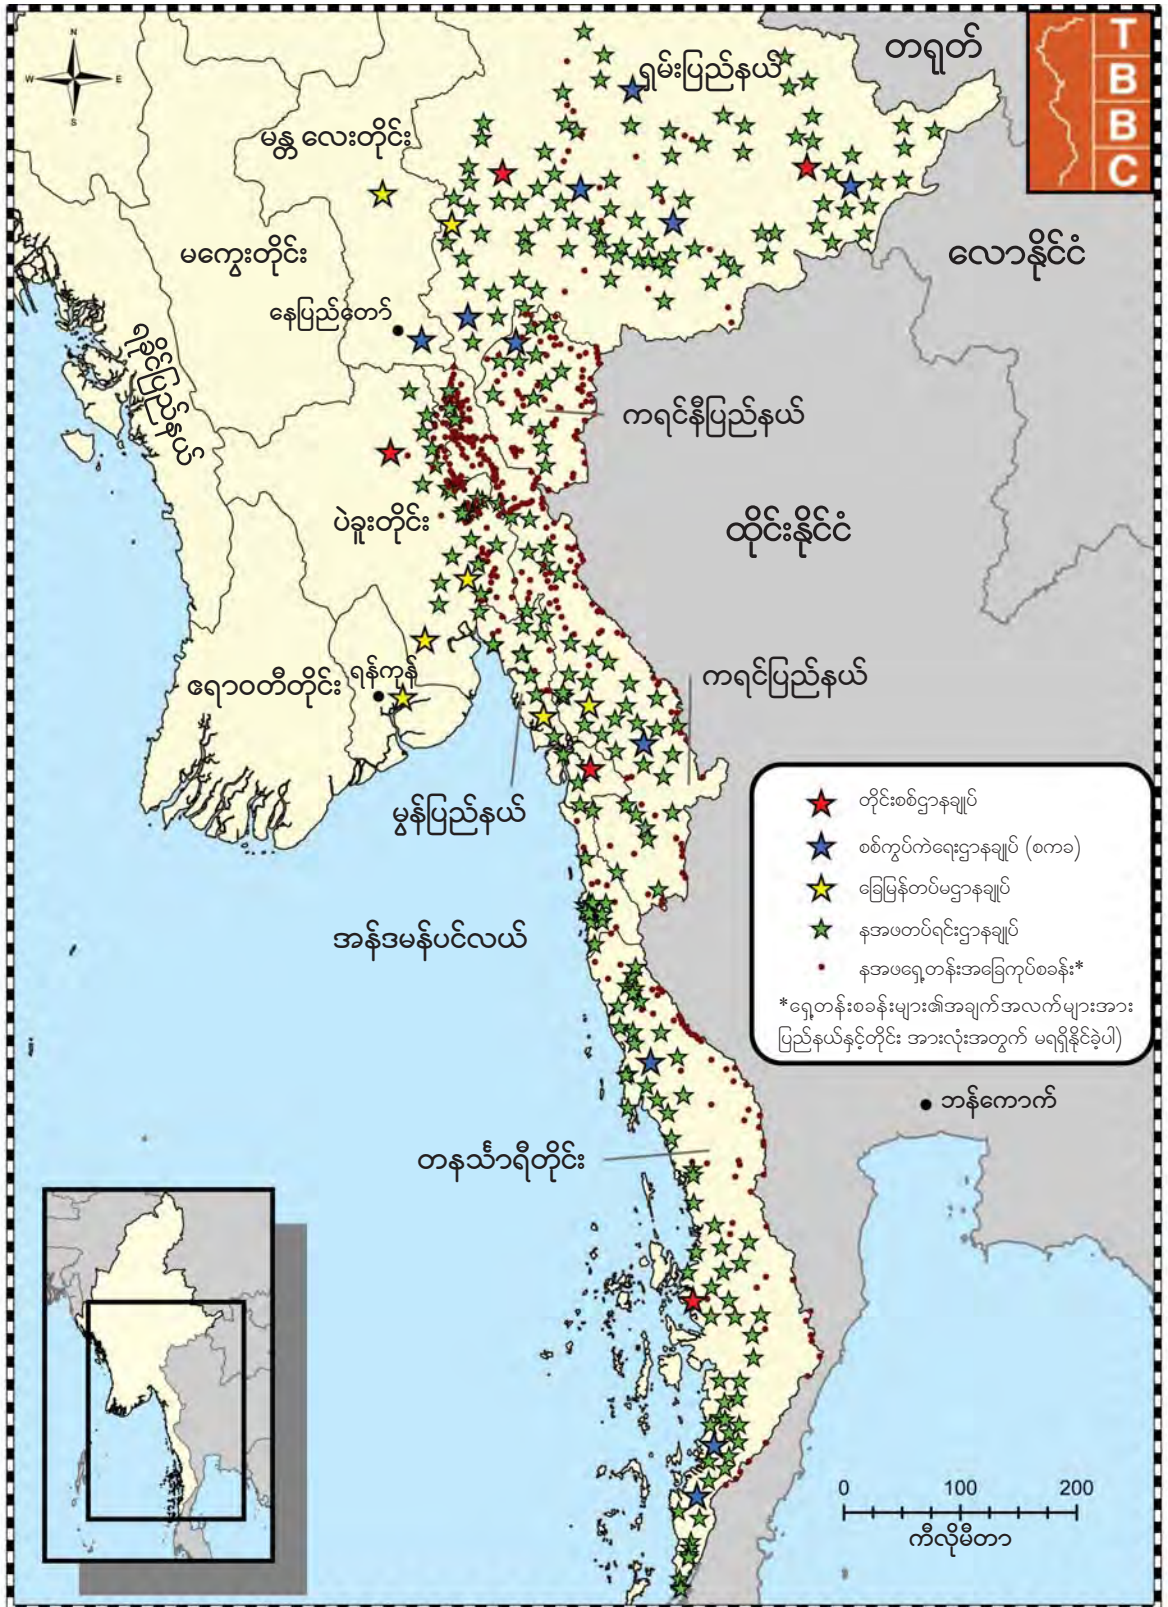 N
W
E
S
တရုတ်
T
B
B
C
ရှမ်းပြည်နယ်
မန္တ လေးတိုင်း
မကွေးတိုင်း
လောနိုင်ငံ
နေပြည်တော်
ရခိုင်ပြည်နယ်
ကရင်နီပြည်နယ်
ပဲခူးတိုင်း
ထိုင်းနိုင်ငံ
ဧရာဝတီတိုင်း
ရန်ကုန်
ကရင်ပြည်နယ်
မွန်ပြည်နယ်
အန်ဒမန်ပင်လယ်
တိုင်းစစ်ဌာနချုပ်
စစ်ကွပ်ကဲရေးဌာနချုပ် (စကခ)
ခြေမြန်တပ်မဌာနချုပ်
နအဖတပ်ရင်းဌာနချုပ်
နအဖရှေ့တန်းအခြေကုပ်စခန်း*
*ရှေ့တန်းစခန်းများ၏အချက်အလက်များအား
ပြည်နယ်နှင့်တိုင်း အားလုံးအတွက် မရရှိနိုင်ခဲ့ပါ)
ဘန်ကောက်
တနင်္သာရီတိုင်း
0 100 200
ကီလိုမီတာ